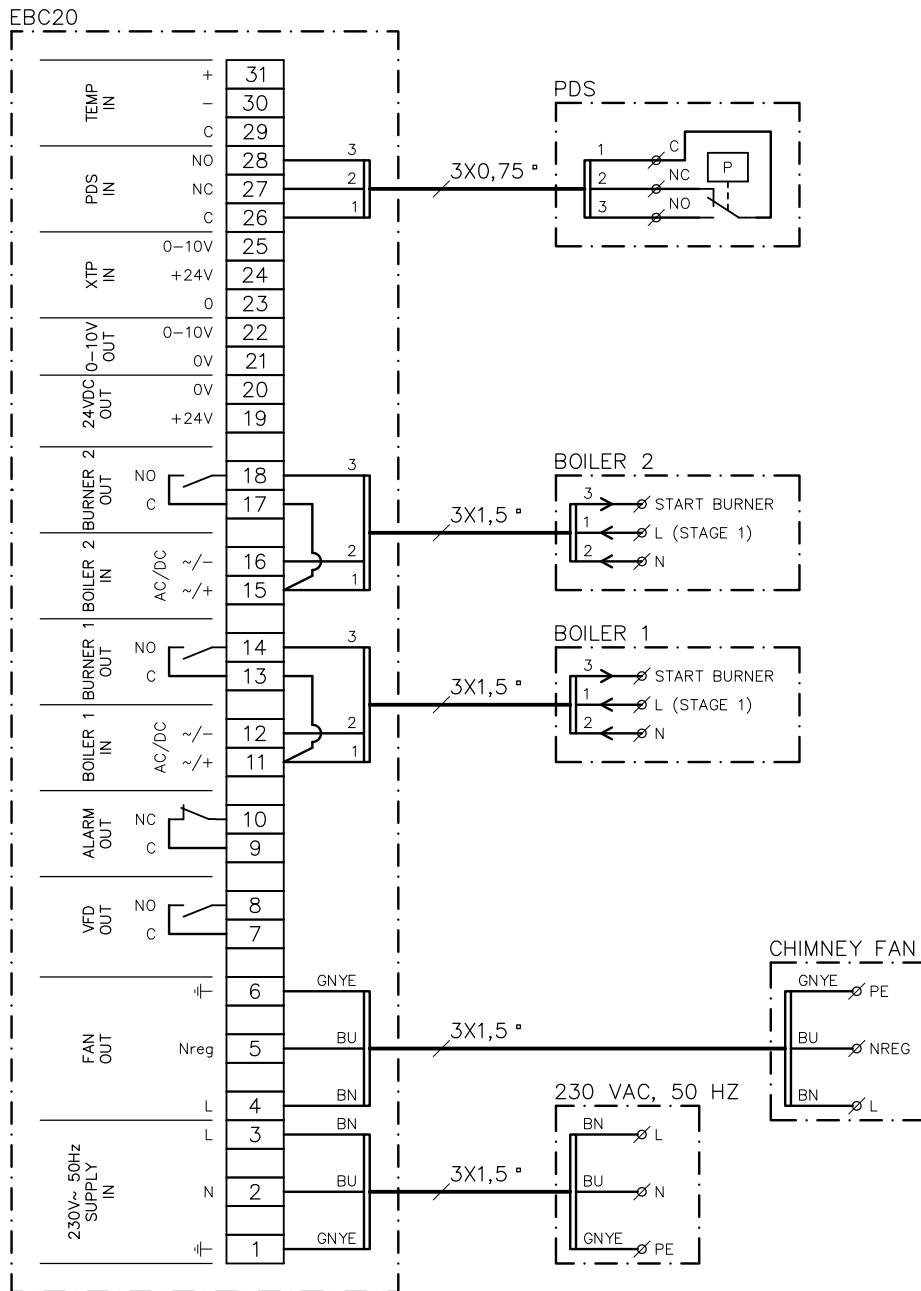 EBC20
TEMP IN
+ 31
− 30
C 29
PDS IN
NO 28 3
NC 27 2
C 26 1
3X0,75 ▫
PDS
1 C
2 NC
3 NO
P
XTP IN
0−10V 25
+24V 24
0 23
0−10V OUT
0−10V 22
0V 21
24VDC OUT
0V 20
+24V 19
BURNER 2 OUT
NO 18 3
C 17
BOILER 2 IN
AC/DC
~/− 16 2
~/+ 15 1
3X1,5 ▫
BOILER 2
3 START BURNER
1 L (STAGE 1)
2 N
BURNER 1 OUT
NO 14 3
C 13
BOILER 1 IN
AC/DC
~/− 12 2
~/+ 11 1
3X1,5 ▫
BOILER 1
3 START BURNER
1 L (STAGE 1)
2 N
ALARM OUT
NC 10
C 9
VFD OUT
NO 8
C 7
FAN OUT
6 GNYE
Nreg 5 BU
L 4 BN
3X1,5 ▫
CHIMNEY FAN
GNYE PE
BU NREG
BN L
230V~ 50Hz SUPPLY IN
L 3 BN
N 2 BU
1 GNYE
3X1,5 ▫
230 VAC, 50 HZ
BN L
BU N
GNYE PE